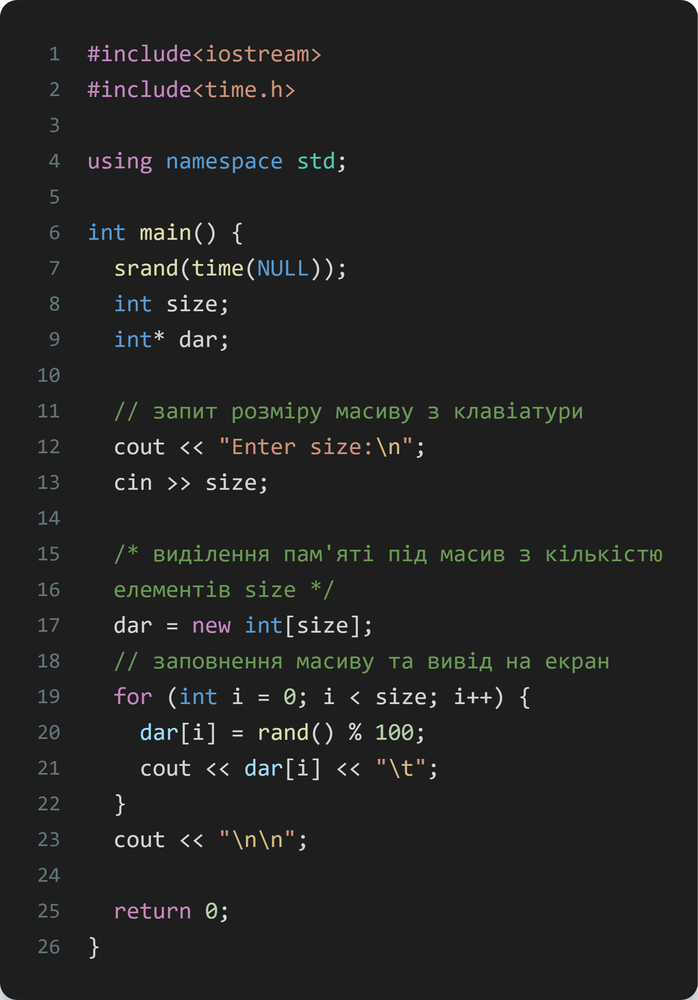 1 #include<iostream>
2 #include<time.h>
3
4 using namespace std;
5
6 int main() {
7   srand(time(NULL));
8   int size;
9   int* dar;
10
11   // запит розміру масиву з клавіатури
12   cout << "Enter size:\n";
13   cin >> size;
14
15   /* виділення пам'яті під масив з кількістю
16   елементів size */
17   dar = new int[size];
18   // заповнення масиву та вивід на екран
19   for (int i = 0; i < size; i++) {
20     dar[i] = rand() % 100;
21     cout << dar[i] << "\t";
22   }
23   cout << "\n\n";
24
25   return 0;
26 }